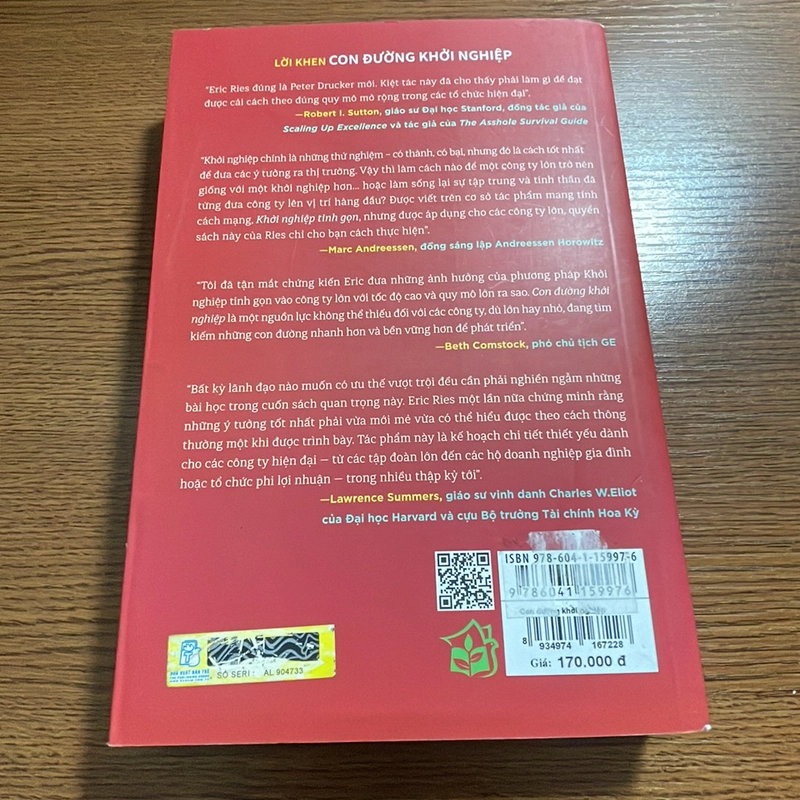 LỜI KHEN CON ĐƯỜNG KHỞI NGHIỆP
“Eric Ries đúng là Peter Drucker mới. Kiệt tác này đã cho thấy phải làm gì để đạt
được cải cách theo đúng quy mô mở rộng trong các tổ chức hiện đại”.
—Robert I. Sutton, giáo sư Đại học Stanford, đồng tác giả của
Scaling Up Excellence và tác giả của The Asshole Survival Guide
“Khởi nghiệp chính là những thử nghiệm – có thành, có bại, nhưng đó là cách tốt nhất
để đưa các ý tưởng ra thị trường. Vậy thì làm cách nào để một công ty lớn trở nên
giống với một khởi nghiệp hơn... hoặc làm sống lại sự tập trung và tinh thần đã
từng đưa công ty lên vị trí hàng đầu? Được viết trên cơ sở tác phẩm mang tính
cách mạng, Khởi nghiệp tinh gọn, nhưng được áp dụng cho các công ty lớn, quyển
sách này của Ries chỉ cho bạn cách thực hiện”.
—Marc Andreessen, đồng sáng lập Andreessen Horowitz
“Tôi đã tận mắt chứng kiến Eric đưa những ảnh hưởng của phương pháp Khởi
nghiệp tinh gọn vào công ty lớn với tốc độ cao và quy mô lớn ra sao. Con đường khởi
nghiệp là một nguồn lực không thể thiếu đối với các công ty, dù lớn hay nhỏ, đang tìm
kiếm những con đường nhanh hơn và bền vững hơn để phát triển”.
—Beth Comstock, phó chủ tịch GE
“Bất kỳ lãnh đạo nào muốn có ưu thế vượt trội đều cần phải nghiền ngẫm những
bài học trong cuốn sách quan trọng này. Eric Ries một lần nữa chứng minh rằng
những ý tưởng tốt nhất phải vừa mới mẻ vừa có thể hiểu được theo cách thông
thường một khi được trình bày. Tác phẩm này là kế hoạch chi tiết thiết yếu dành
cho các công ty hiện đại – từ các tập đoàn lớn đến các hộ doanh nghiệp gia đình
hoặc tổ chức phi lợi nhuận – trong nhiều thập kỷ tới”.
—Lawrence Summers, giáo sư vinh danh Charles W.Eliot
của Đại học Harvard và cựu Bộ trưởng Tài chính Hoa Kỳ
ISBN 978-604-1-15997-6
9786041159976
Con đường khởi nghiệp
8 934974 167228
Giá: 170.000 đ
NHÀ XUẤT BẢN TRẺ
SỐ SERI : AL 904733